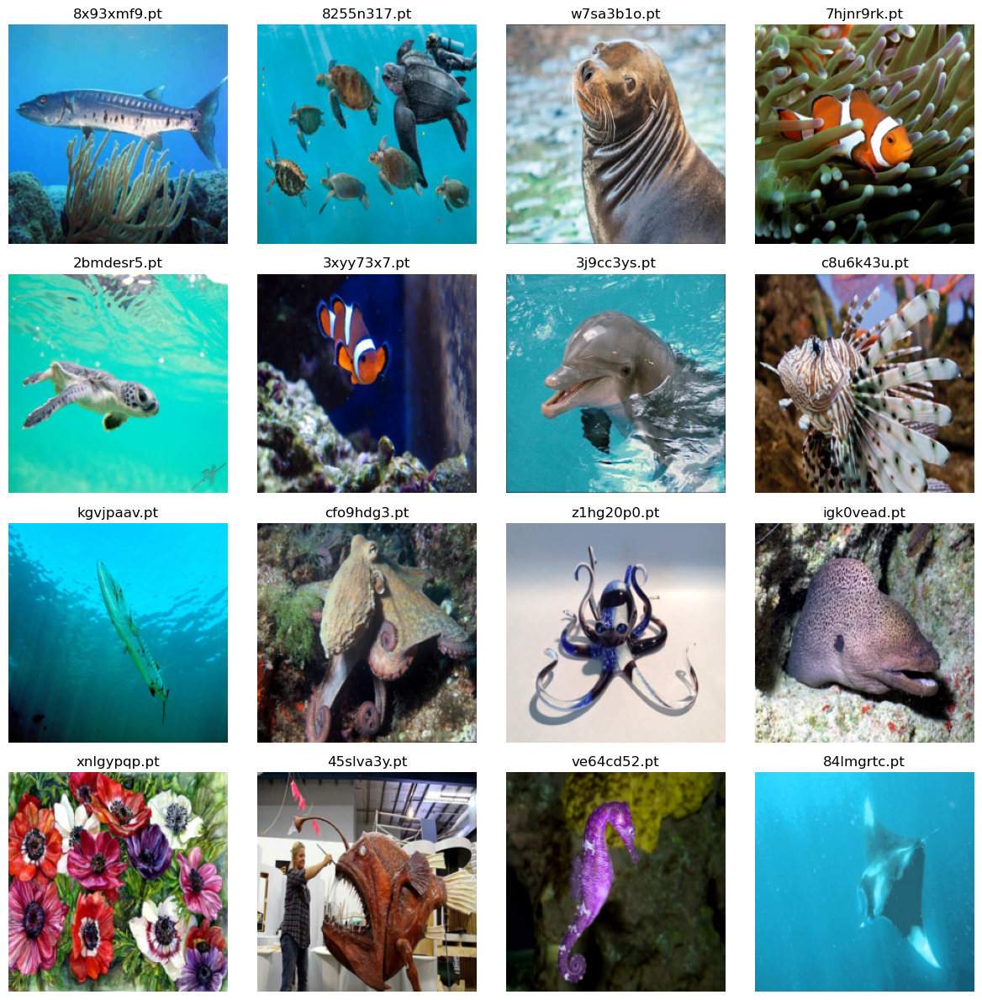 8x93xmf9.pt
8255n317.pt
w7sa3b1o.pt
7hjnr9rk.pt
2bmdesr5.pt
3xyy73x7.pt
3j9cc3ys.pt
c8u6k43u.pt
kgvjpaav.pt
cfo9hdg3.pt
z1hg20p0.pt
igk0vead.pt
xnlgypqp.pt
45slva3y.pt
ve64cd52.pt
84lmgrtc.pt